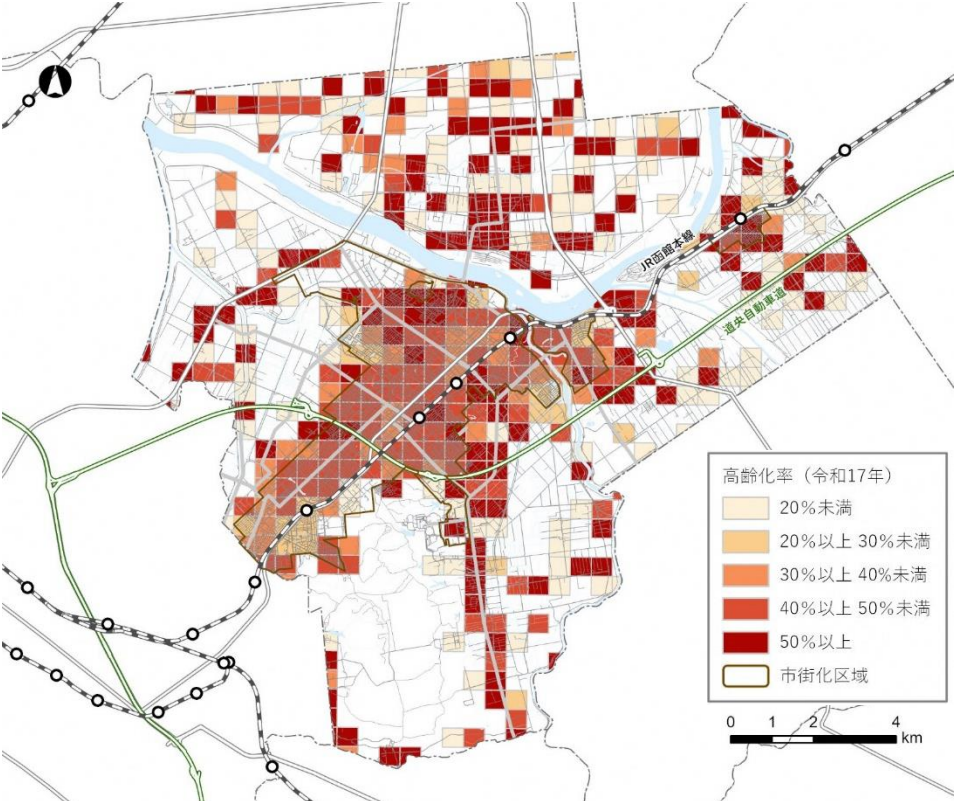 JR函館本線
道央自動車道
高齢化率（令和17年）
20%未満
20%以上 30%未満
30%以上 40%未満
40%以上 50%未満
50%以上
市街化区域
0 1 2 4
km